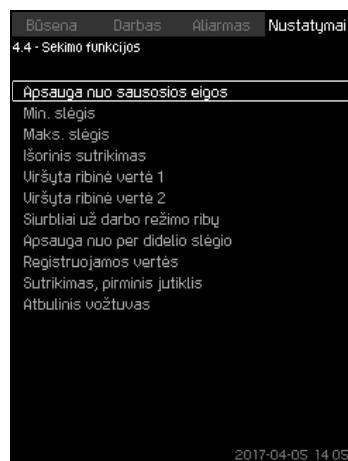 Būsena Darbas Aliarmas Nustatymai
4.4 - Sekimo funkcijos
Apsauga nuo sausosios eigos
Min. slėgis
Maks. slėgis
Išorinis sutrikimas
Viršyta ribinė vertė 1
Viršyta ribinė vertė 2
Siurbliai už darbo režimo ribų
Apsauga nuo per didelio slėgio
Registruojamos vertės
Sutrikimas, pirminis jutiklis
Atbulinis vožtuvas
2017-04-05 14:05